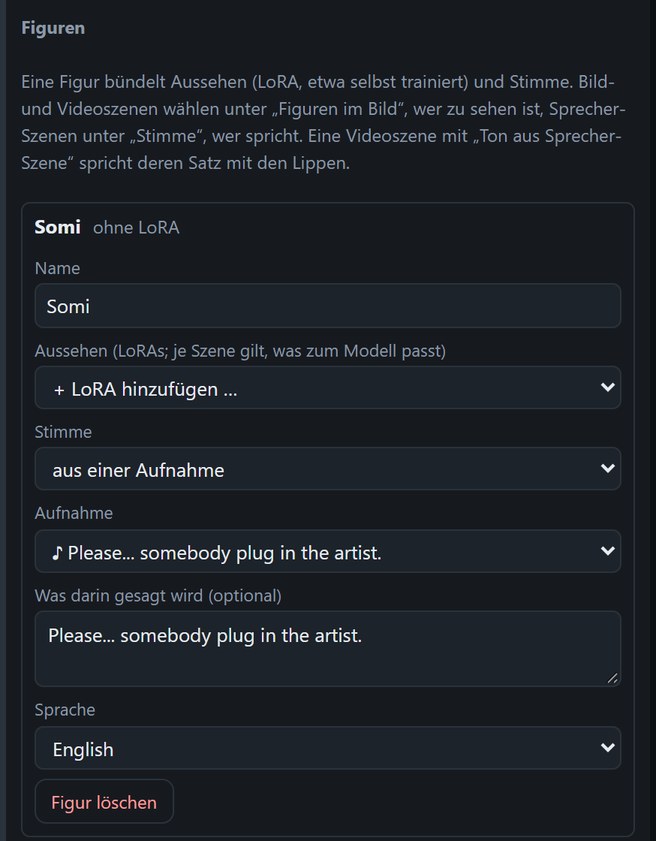 Figuren
Eine Figur bündelt Aussehen (LoRA, etwa selbst trainiert) und Stimme. Bild-
und Videoszenen wählen unter „Figuren im Bild“, wer zu sehen ist, Sprecher-
Szenen unter „Stimme“, wer spricht. Eine Videoszene mit „Ton aus Sprecher-
Szene“ spricht deren Satz mit den Lippen.
Somi ohne LoRA
Name
Somi
Aussehen (LoRAs; je Szene gilt, was zum Modell passt)
+ LoRA hinzufügen ...
Stimme
aus einer Aufnahme
Aufnahme
♪ Please... somebody plug in the artist.
Was darin gesagt wird (optional)
Please... somebody plug in the artist.
Sprache
English
Figur löschen